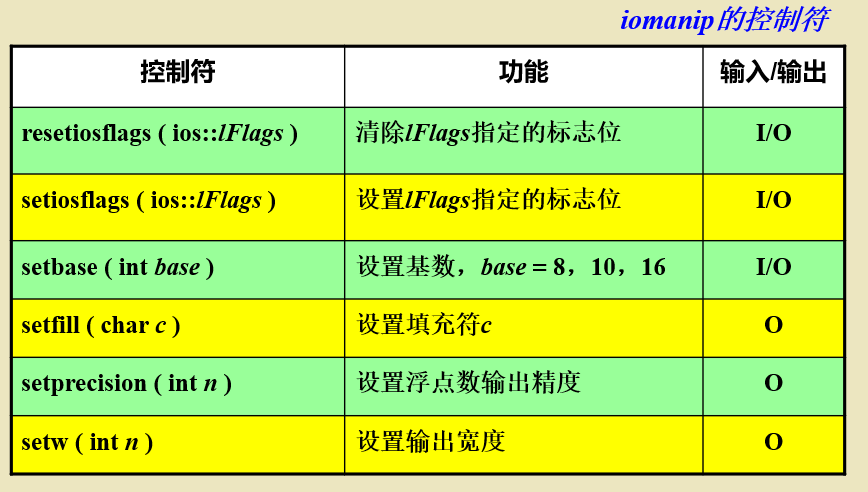 iomanip的控制符
控制符 功能 输入/输出
resetiosflags ( ios::lFlags ) 清除lFlags指定的标志位 I/O
setiosflags ( ios::lFlags ) 设置lFlags指定的标志位 I/O
setbase ( int base ) 设置基数，base = 8，10，16 I/O
setfill ( char c ) 设置填充符c O
setprecision ( int n ) 设置浮点数输出精度 O
setw ( int n ) 设置输出宽度 O